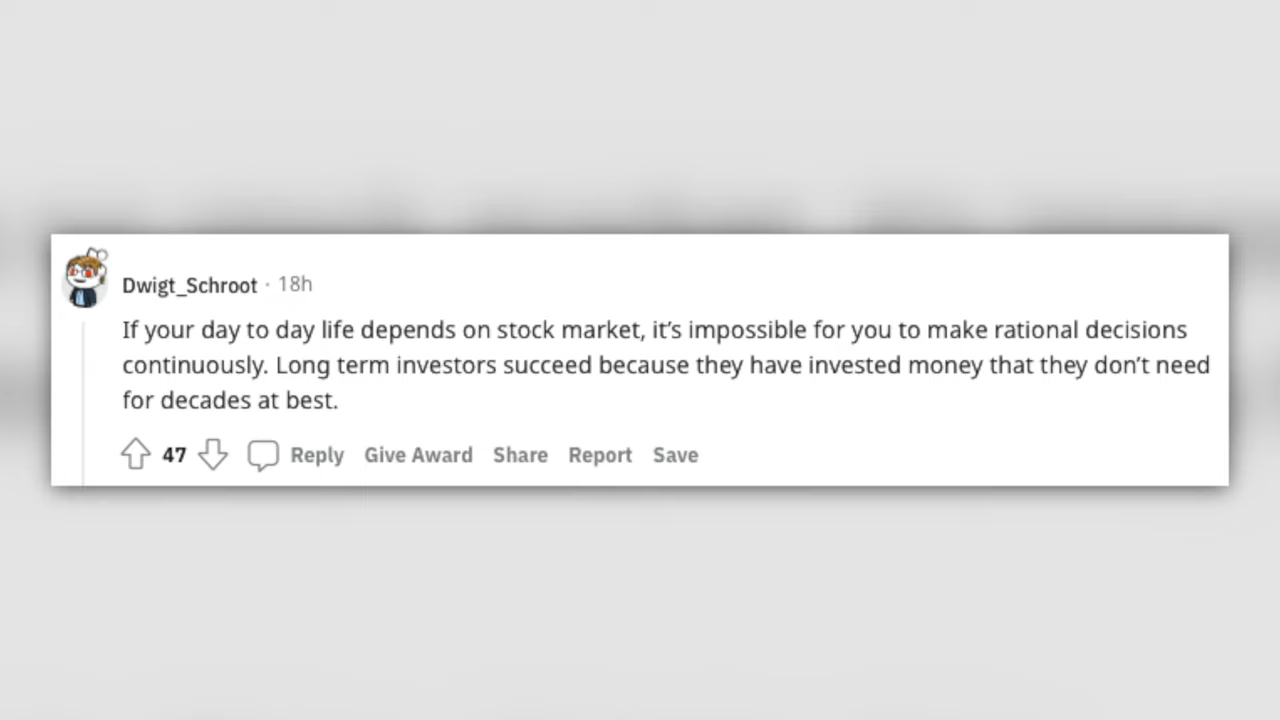 Dwigt_Schroot · 18h
If your day to day life depends on stock market, it’s impossible for you to make rational decisions
continuously. Long term investors succeed because they have invested money that they don’t need
for decades at best.
47 Reply Give Award Share Report Save